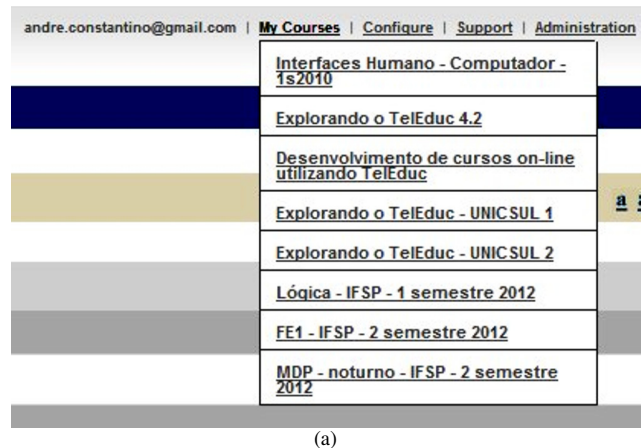 andre.constantino@gmail.com | My Courses | Configure | Support | Administration
Interfaces Humano - Computador -
1s2010
Explorando o TelEduc 4.2
Desenvolvimento de cursos on-line
utilizando TelEduc
a
Explorando o TelEduc - UNICSUL 1
Explorando o TelEduc - UNICSUL 2
Lógica - IFSP - 1 semestre 2012
FE1 - IFSP - 2 semestre 2012
MDP - noturno - IFSP - 2 semestre
2012
(a)